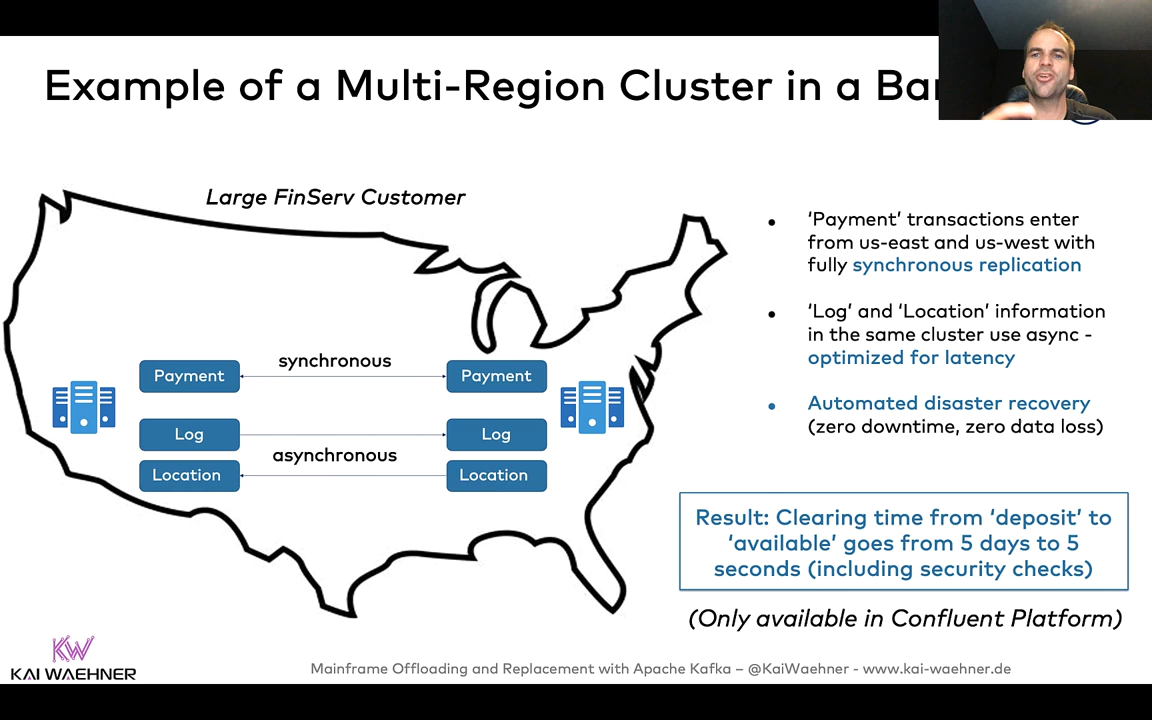 Example of a Multi-Region Cluster in a
Large FinServ Customer
synchronous
Payment
Payment
Log
Log
asynchronous
Location
Location
• ‘Payment’ transactions enter
from us-east and us-west with
fully synchronous replication
• ‘Log’ and ‘Location’ information
in the same cluster use async -
optimized for latency
• Automated disaster recovery
(zero downtime, zero data loss)
Result: Clearing time from ‘deposit’ to
‘available’ goes from 5 days to 5
seconds (including security checks)
(Only available in Confluent Platform)
KW
KAI WAEHNER
Mainframe Offloading and Replacement with Apache Kafka – @KaiWaehner - www.kai-waehner.de